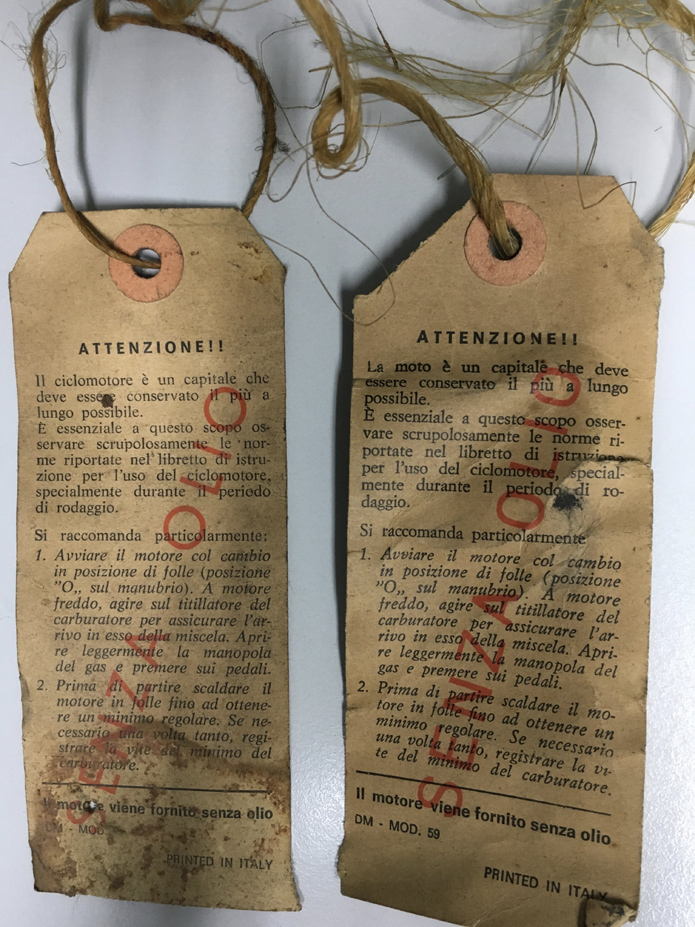 ATTENZIONE!!
Il ciclomotore è un capitale che
deve essere conservato il più a
lungo possibile.
È essenziale a questo scopo os-
servare scrupolosamente le nor-
me riportate nel libretto di istru-
zione per l'uso del ciclomotore,
specialmente durante il periodo
di rodaggio.
Si raccomanda particolarmente:
1. Avviare il motore col cambio
in posizione di folle (posizione
"O„ sul manubrio). A motore
freddo, agire sul titillatore del
carburatore per assicurare l'ar-
rivo in esso della miscela. Apri-
re leggermente la manopola
del gas e premere sui pedali.
2. Prima di partire scaldare il
motore in folle fino ad ottene-
re un minimo regolare. Se ne-
cessario una volta tanto, regi-
strare la vite del minimo del
carburatore.
Il motore viene fornito senza olio
DM - MOD.
PRINTED IN ITALY
SENZA OLIO
ATTENZIONE!!
La moto è un capitale che deve
essere conservato il più a lungo
possibile.
È essenziale a questo scopo osser-
vare scrupolosamente le norme ri-
portate nel libretto di istruzione
per l'uso del ciclomotore, special-
mente durante il periodo di ro-
daggio.
Si raccomanda particolarmente
1. Avviare il motore col cambio
in posizione di folle (posizione
"O„ sul manubrio). A motore
freddo, agire sul titillatore del
carburatore per assicurare l'ar-
rivo in esso della miscela. Apri-
re leggermente la manopola del
gas e premere sui pedali.
2. Prima di partire scaldare il mo-
tore in folle fino ad ottenere un
minimo regolare. Se necessario
una volta tanto, registrare la vi-
te del minimo del carburatore.
Il motore viene fornito senza olio
DM - MOD. 59
PRINTED IN ITALY
SENZA OLIO